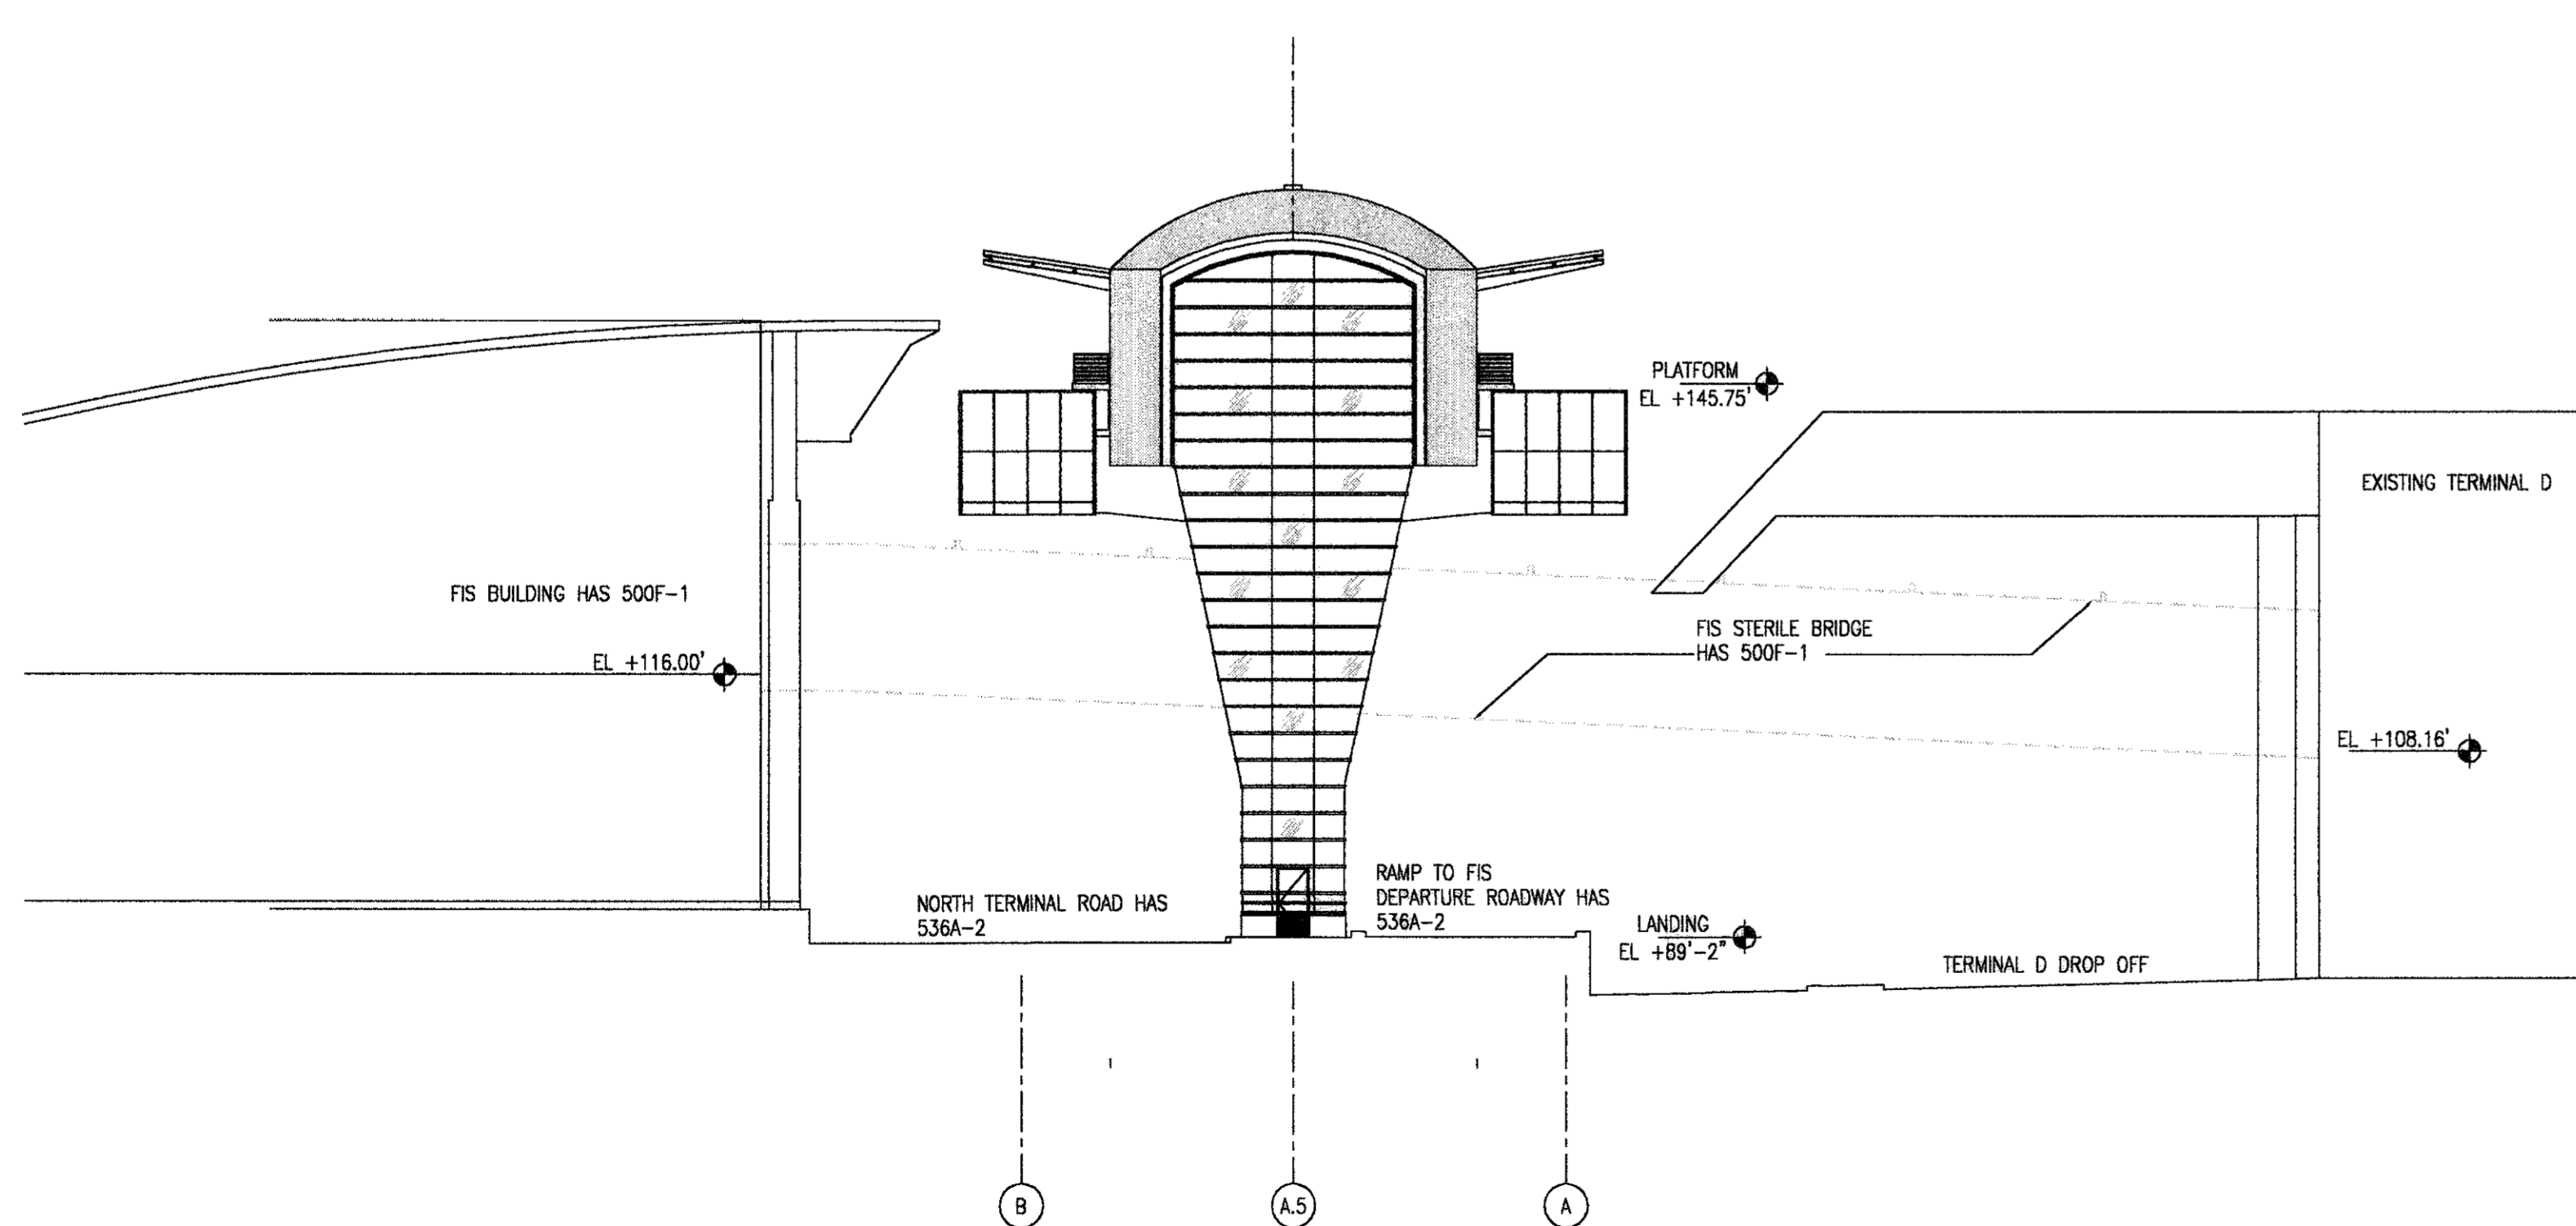 PLATFORM
EL +145.75'
EXISTING TERMINAL D
FIS BUILDING HAS 500F-1
FIS STERILE BRIDGE
HAS 500F-1
EL +116.00'
EL +108.16'
NORTH TERMINAL ROAD HAS
536A-2
RAMP TO FIS
DEPARTURE ROADWAY HAS
536A-2
LANDING
EL +89'-2"
TERMINAL D DROP OFF
B
A.5
A